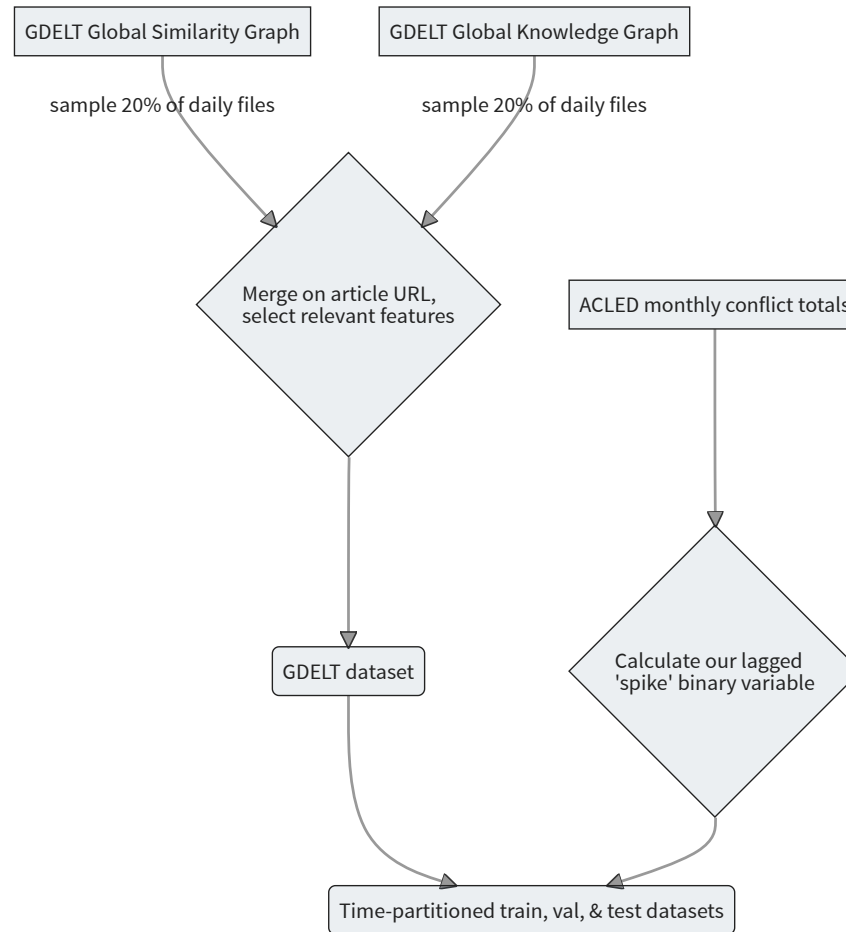 GDELT Global Similarity Graph
GDELT Global Knowledge Graph
sample 20% of daily files
sample 20% of daily files
Merge on article URL,
select relevant features
ACLED monthly conflict totals
GDELT dataset
Calculate our lagged
'spike' binary variable
Time-partitioned train, val, & test datasets